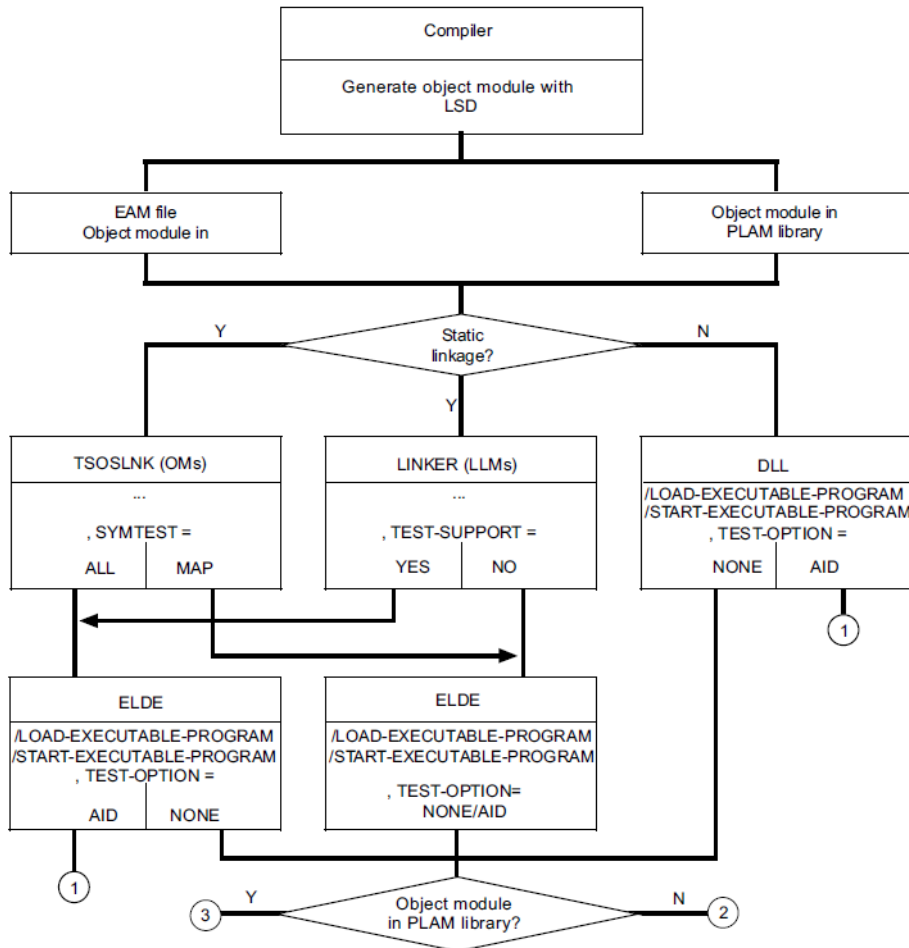 Compiler
Generate object module with
LSD
EAM file
Object module in
Object module in
PLAM library
Y
Static
linkage?
N
Y
TSOSLNK (OMs)
...
, SYMTEST =
ALL
MAP
LINKER (LLMs)
...
, TEST-SUPPORT =
YES
NO
DLL
/LOAD-EXECUTABLE-PROGRAM
/START-EXECUTABLE-PROGRAM
, TEST-OPTION =
NONE
AID
1
ELDE
/LOAD-EXECUTABLE-PROGRAM
/START-EXECUTABLE-PROGRAM
, TEST-OPTION =
AID
NONE
1
ELDE
/LOAD-EXECUTABLE-PROGRAM
/START-EXECUTABLE-PROGRAM
, TEST-OPTION=
NONE/AID
3
Y
Object module
in PLAM library?
N
2